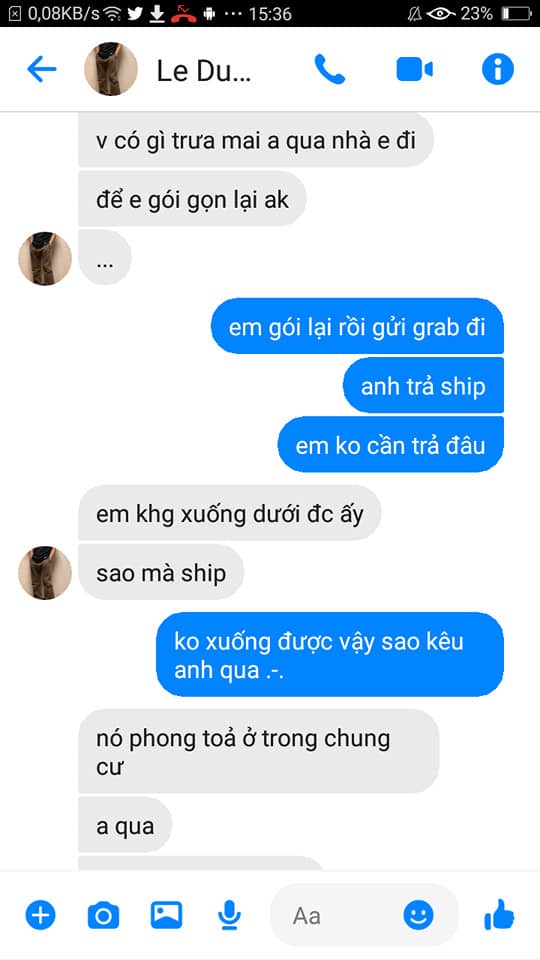 0,08KB/s ... 15:36 23%
Le Du...
v có gì trưa mai a qua nhà e đi
để e gói gọn lại ak
...
em gói lại rồi gửi grab đi
anh trả ship
em ko cần trả đâu
em khg xuống dưới đc ấy
sao mà ship
ko xuống được vậy sao kêu
anh qua .-.
nó phong toả ở trong chung
cư
a qua
Aa